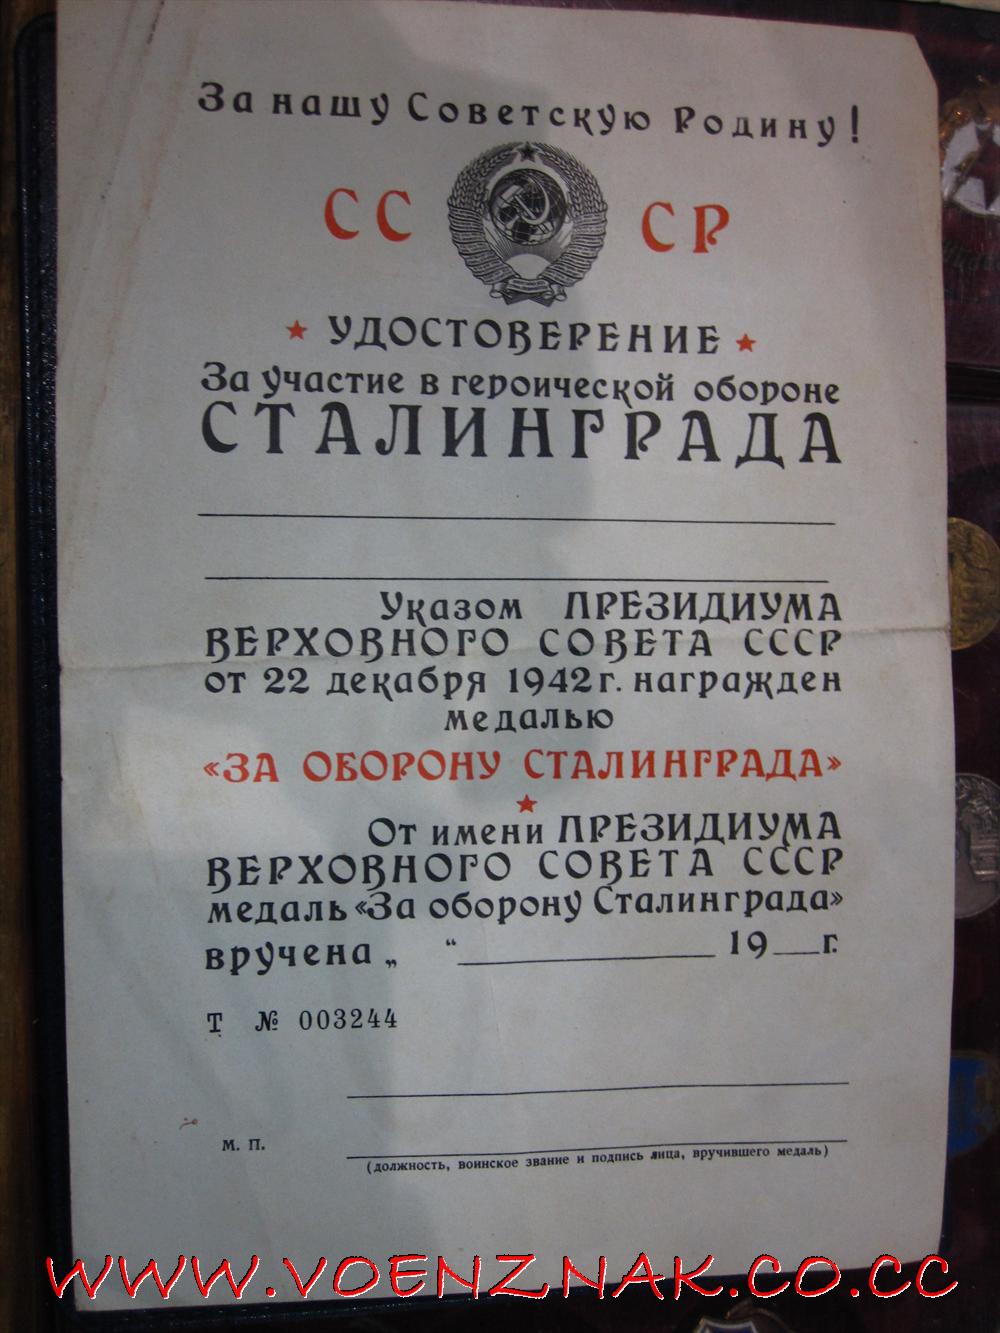 За нашу Советскую Родину!
СС СР
УДОСТОВЕРЕНИЕ
За участие в героической обороне
СТАЛИНГРАДА
Указом ПРЕЗИДИУМА
ВЕРХОВНОГО СОВЕТА СССР
от 22 декабря 1942 г. награжден
медалью
«ЗА ОБОРОНУ СТАЛИНГРАДА»
От имени ПРЕЗИДИУМА
ВЕРХОВНОГО СОВЕТА СССР
медаль «За оборону Сталинграда»
вручена „ “ 19 г.
Т № 003244
М. П.
(должность, воинское звание и подпись лица, вручившего медаль)
WWW.VOENZNAK.CO.CC